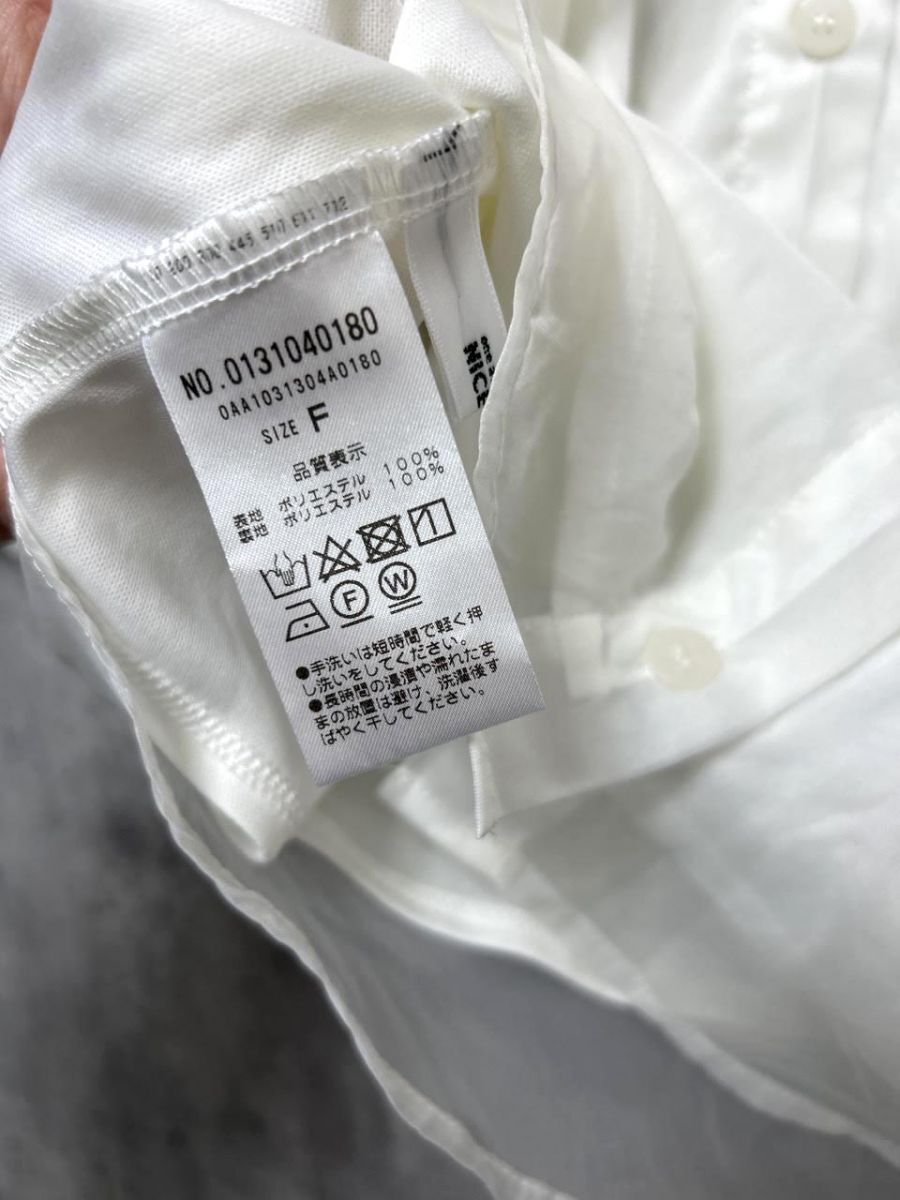 NO.0131040180
0AA1031304A0180
SIZE F
品質表示
表地 ポリエステル 100%
裏地 ポリエステル 100%
F W
●手洗いは短時間で軽く押
し洗いをしてください。
●長時間の浸漬や濡れたま
まの放置は避け、洗濯後す
ばやく干してください。
NICE